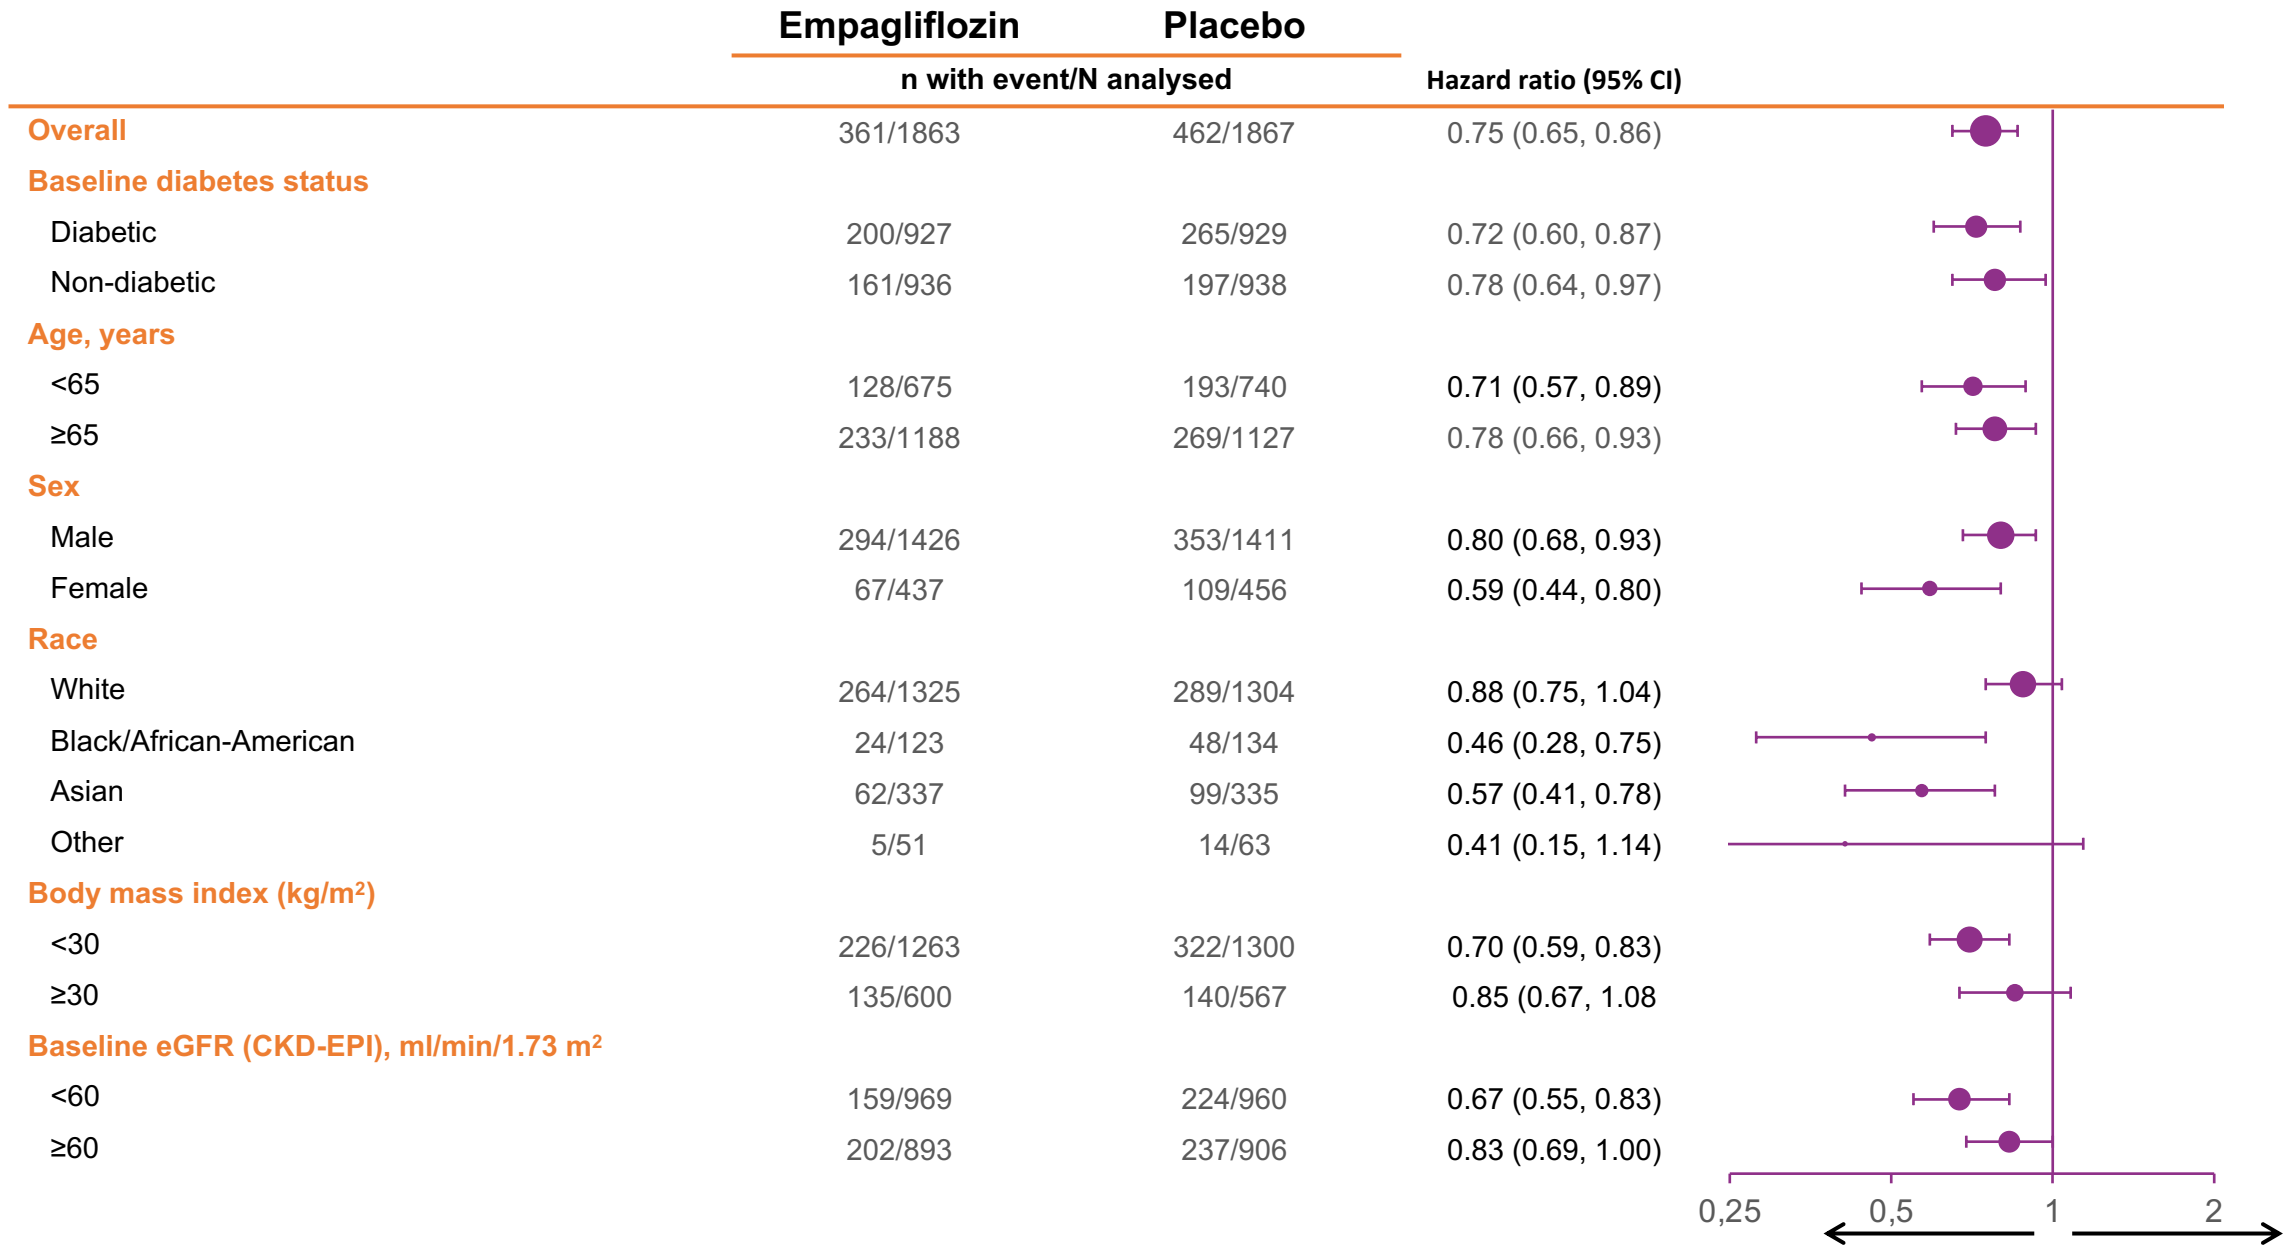 Empagliflozin Placebo
n with event/N analysed Hazard ratio (95% CI)
Overall 361/1863 462/1867 0.75 (0.65, 0.86)
Baseline diabetes status
Diabetic 200/927 265/929 0.72 (0.60, 0.87)
Non-diabetic 161/936 197/938 0.78 (0.64, 0.97)
Age, years
<65 128/675 193/740 0.71 (0.57, 0.89)
≥65 233/1188 269/1127 0.78 (0.66, 0.93)
Sex
Male 294/1426 353/1411 0.80 (0.68, 0.93)
Female 67/437 109/456 0.59 (0.44, 0.80)
Race
White 264/1325 289/1304 0.88 (0.75, 1.04)
Black/African-American 24/123 48/134 0.46 (0.28, 0.75)
Asian 62/337 99/335 0.57 (0.41, 0.78)
Other 5/51 14/63 0.41 (0.15, 1.14)
Body mass index (kg/m²)
<30 226/1263 322/1300 0.70 (0.59, 0.83)
≥30 135/600 140/567 0.85 (0.67, 1.08
Baseline eGFR (CKD-EPI), ml/min/1.73 m²
<60 159/969 224/960 0.67 (0.55, 0.83)
≥60 202/893 237/906 0.83 (0.69, 1.00)
0,25 0,5 1 2